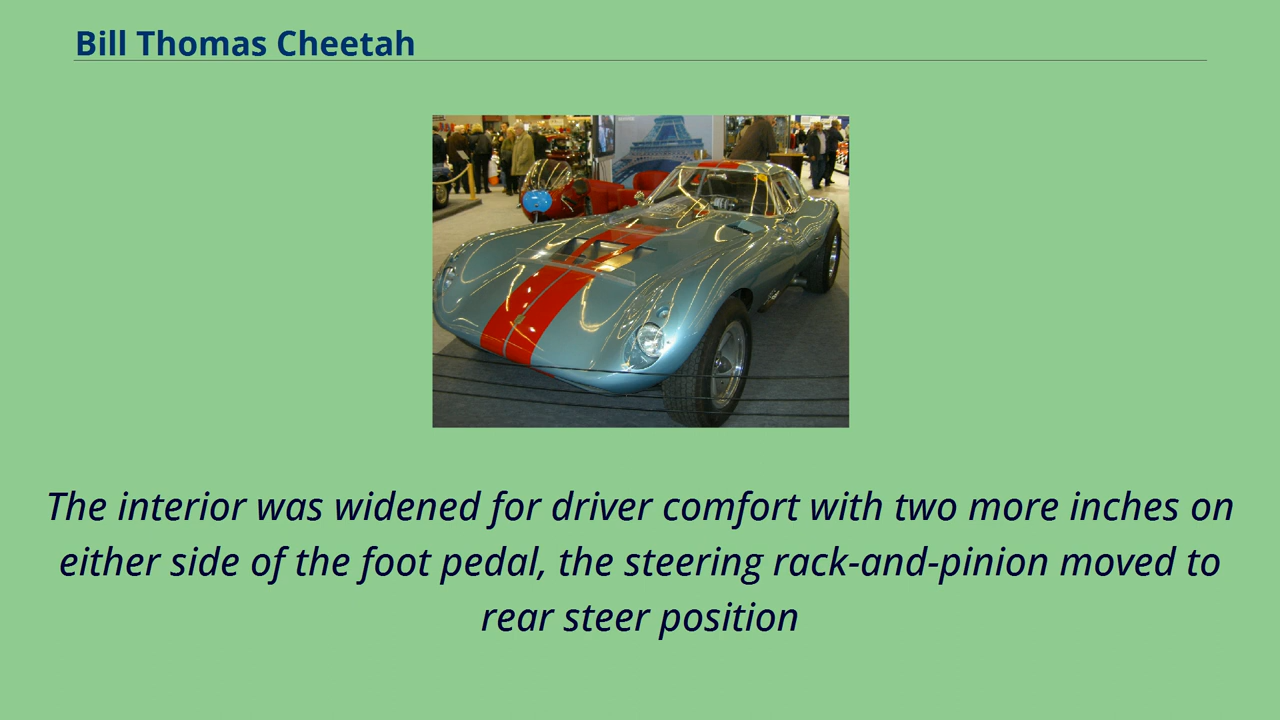 Bill Thomas Cheetah
The interior was widened for driver comfort with two more inches on
either side of the foot pedal, the steering rack-and-pinion moved to
rear steer position